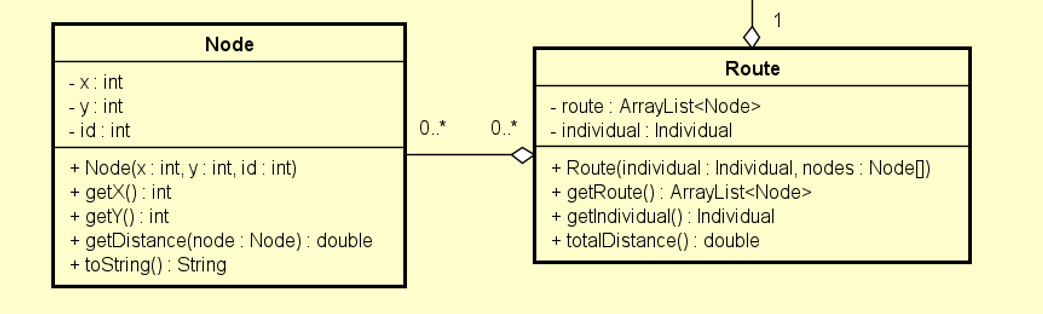 Node
- x : int
- y : int
- id : int
+ Node(x : int, y : int, id : int)
+ getX() : int
+ getY() : int
+ getDistance(node : Node) : double
+ toString() : String
0..*
0..*
1
Route
- route : ArrayList<Node>
- individual : Individual
+ Route(individual : Individual, nodes : Node[])
+ getRoute() : ArrayList<Node>
+ getIndividual() : Individual
+ totalDistance() : double